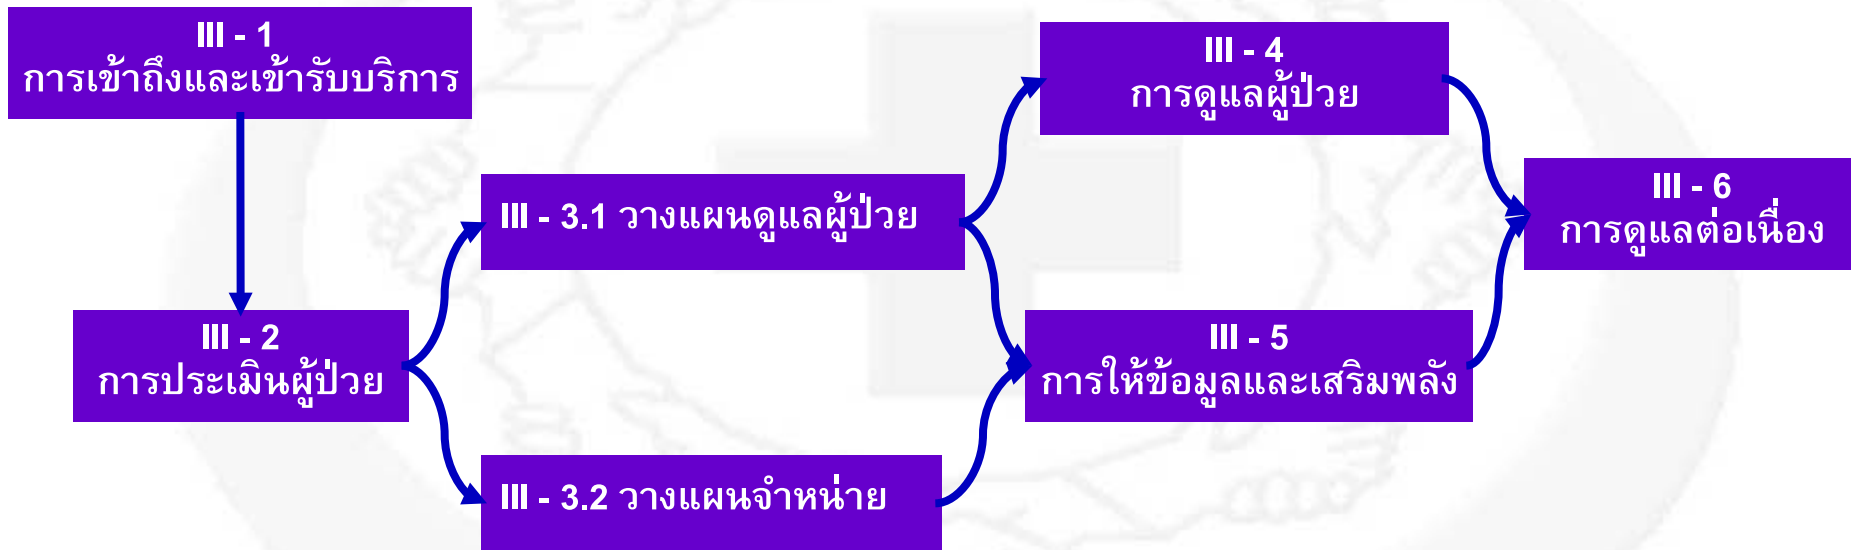 III - 1
การเข้าถึงและเข้ารับบริการ
III - 2
การประเมินผู้ป่วย
III - 3.1 วางแผนดูแลผู้ป่วย
III - 3.2 วางแผนจำหน่าย
III - 4
การดูแลผู้ป่วย
III - 5
การให้ข้อมูลและเสริมพลัง
III - 6
การดูแลต่อเนื่อง